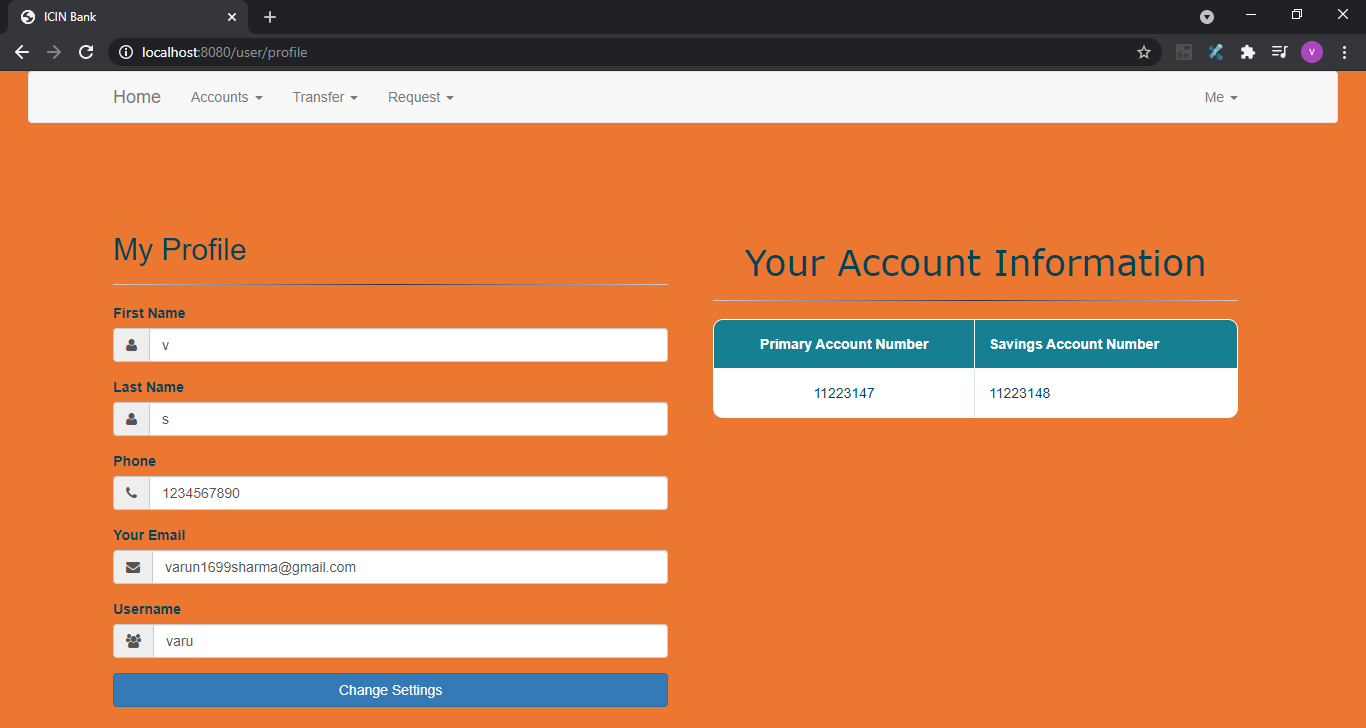 ICIN Bank
localhost:8080/user/profile
V
Home Accounts Transfer Request Me
My Profile
First Name
v
Last Name
s
Phone
1234567890
Your Email
varun1699sharma@gmail.com
Username
varu
Change Settings
Your Account Information
Primary Account Number Savings Account Number
11223147 11223148